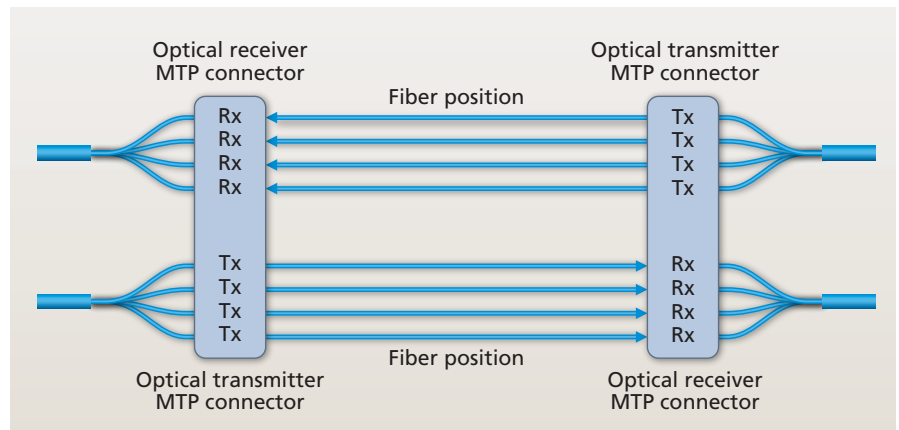 Optical receiver
MTP connector
Optical transmitter
MTP connector
Fiber position
Rx
Tx
Rx
Tx
Rx
Tx
Rx
Tx
Tx
Rx
Tx
Rx
Tx
Rx
Tx
Rx
Fiber position
Optical transmitter
MTP connector
Optical receiver
MTP connector